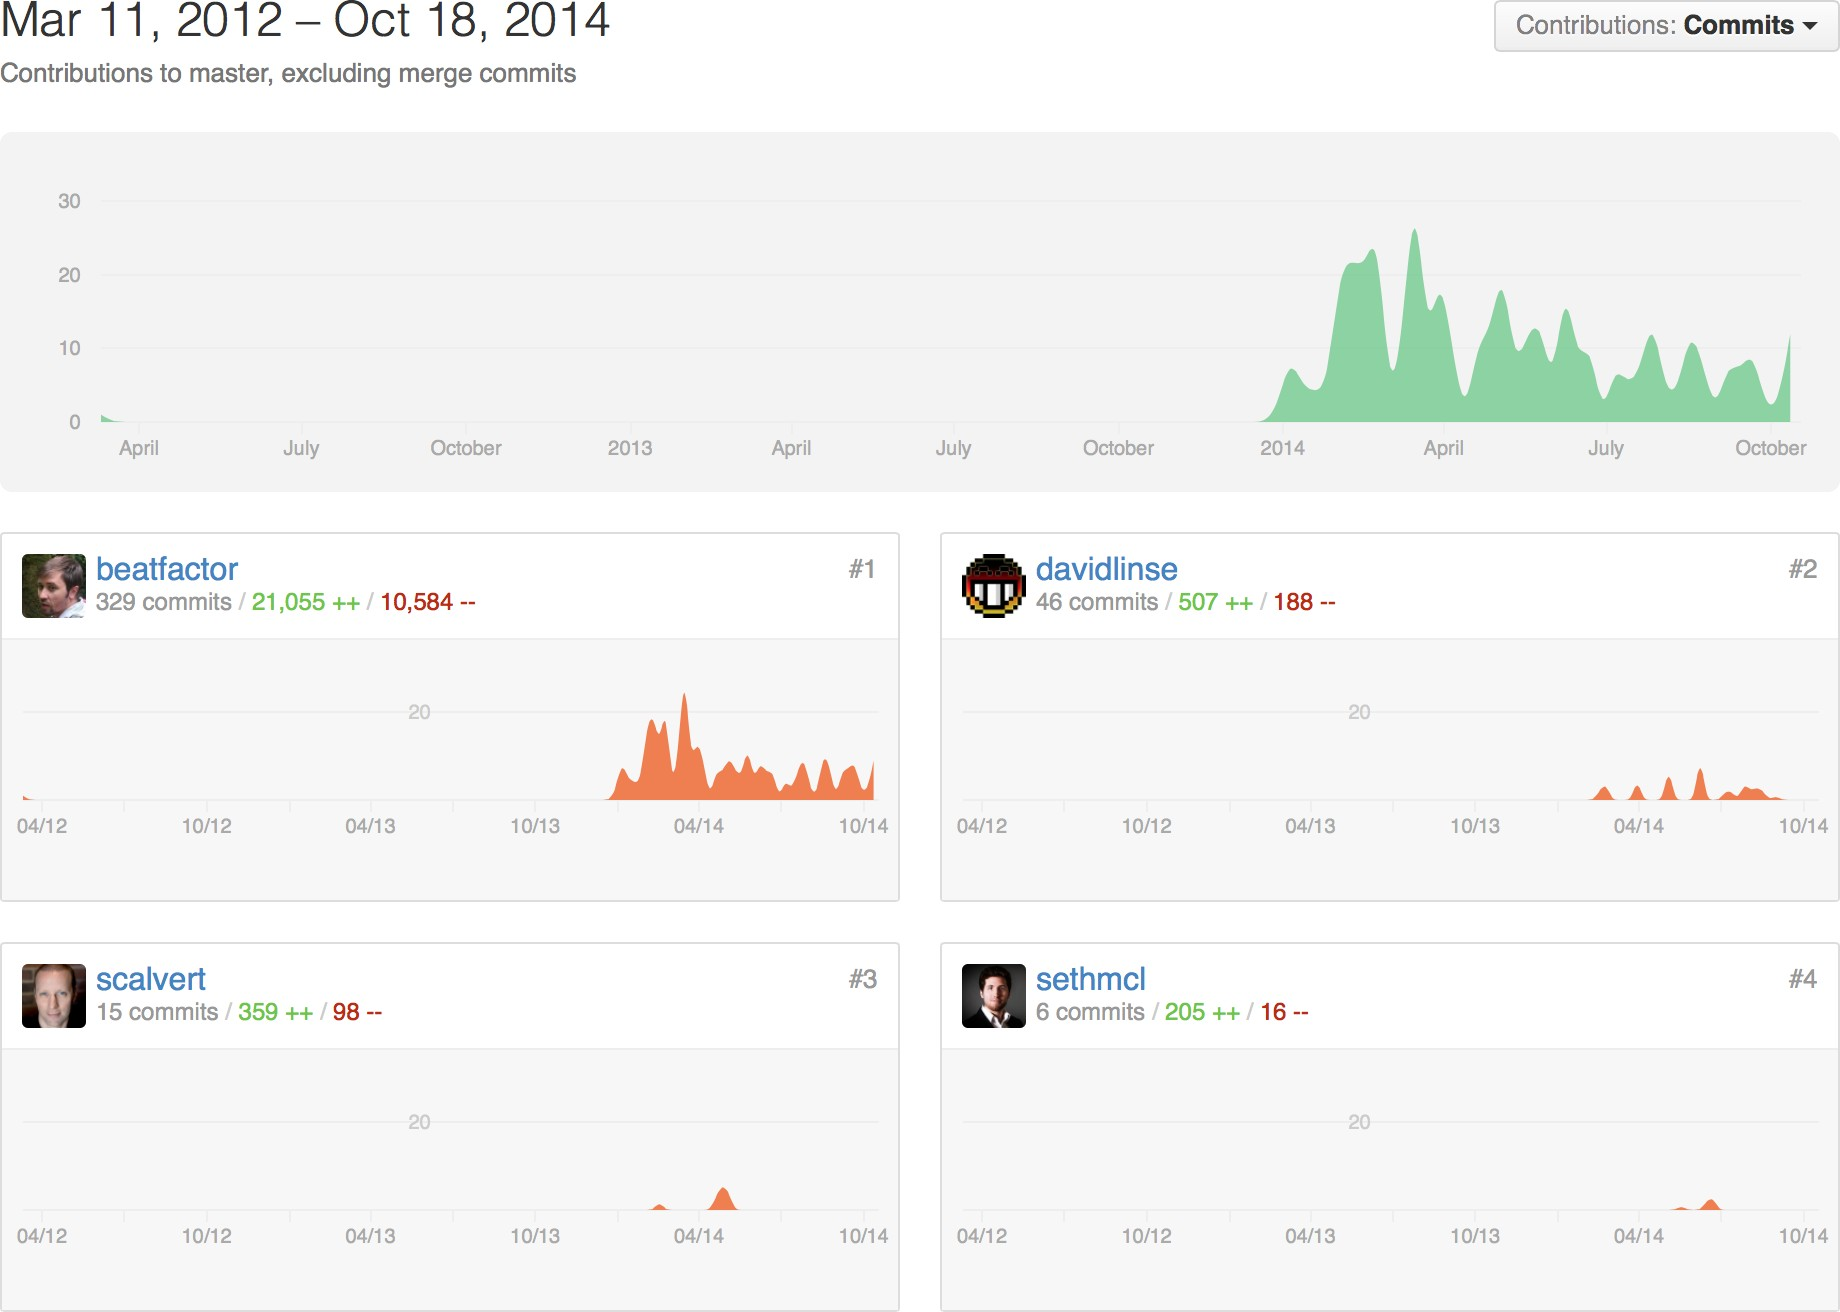 Mar 11, 2012 – Oct 18, 2014
Contributions: Commits
Contributions to master, excluding merge commits
30
20
10
0
April July October 2013 April July October 2014 April July October
beatfactor #1
329 commits / 21,055 ++ / 10,584 --
20
04/12 10/12 04/13 10/13 04/14 10/14
davidlinse #2
46 commits / 507 ++ / 188 --
20
04/12 10/12 04/13 10/13 04/14 10/14
scalvert #3
15 commits / 359 ++ / 98 --
20
04/12 10/12 04/13 10/13 04/14 10/14
sethmcl #4
6 commits / 205 ++ / 16 --
20
04/12 10/12 04/13 10/13 04/14 10/14